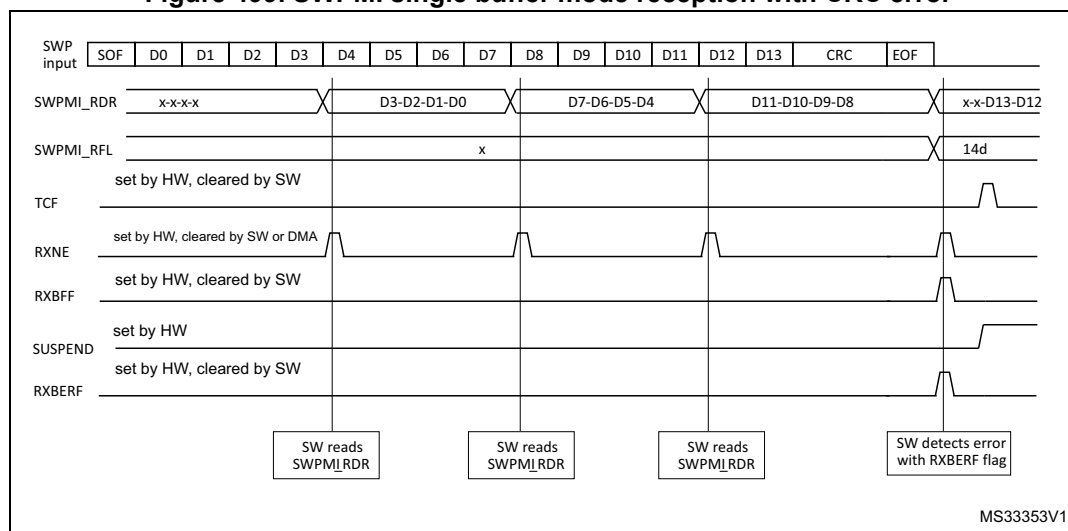 Figure 460. SWPMI single buffer mode reception with CRC error
SWP input SOF D0 D1 D2 D3 D4 D5 D6 D7 D8 D9 D10 D11 D12 D13 CRC EOF
SWPMI_RDR x-x-x-x D3-D2-D1-D0 D7-D6-D5-D4 D11-D10-D9-D8 x-x-D13-D12
SWPMI_RFL x 14d
set by HW, cleared by SW
TCF
set by HW, cleared by SW or DMA
RXNE
set by HW, cleared by SW
RXBFF
set by HW
SUSPEND
set by HW, cleared by SW
RXBERF
SW reads SWPMI_RDR
SW reads SWPMI_RDR
SW reads SWPMI_RDR
SW detects error with RXBERF flag
MS33353V1